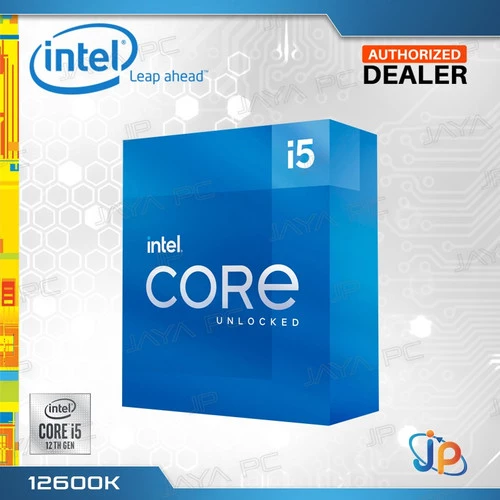 intel
Leap ahead™
AUTHORIZED
DEALER
i5
intel
CORE
UNLOCKED
intel
CORE i5
12TH GEN
12600K
JP
JAYA PC